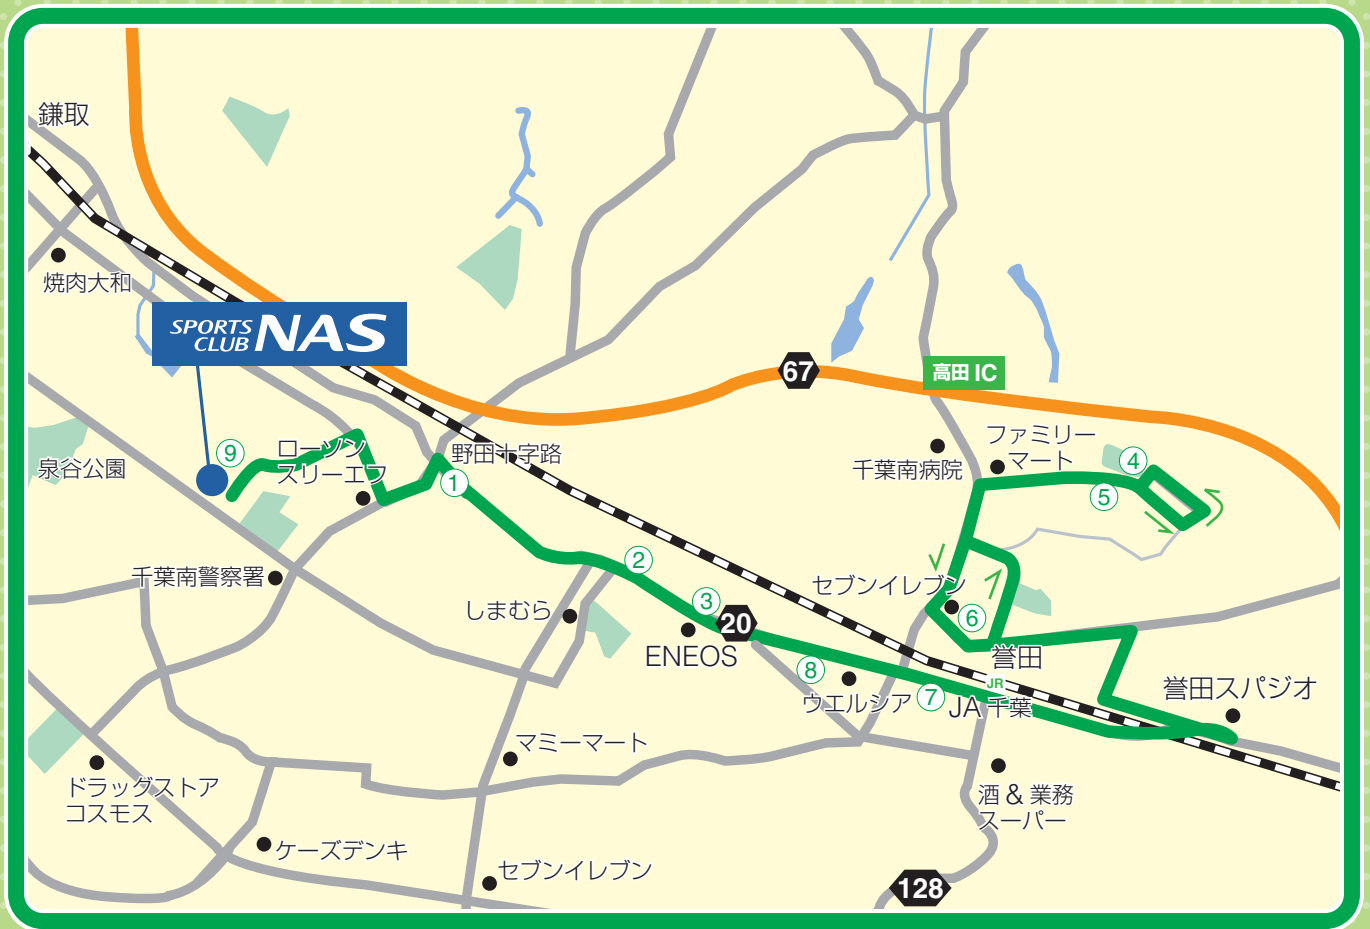 鎌取
焼肉大和
SPORTS
CLUB NAS
67
高田 IC
泉谷公園
⑨
ローソン
スリーエフ
野田十字路
①
千葉南病院
ファミリー
マート
④
⑤
千葉南警察署
②
しまむら
③
20
ENEOS
セブンイレブン
⑥
誉田
JR
⑧
ウエルシア
⑦
JA 千葉
誉田スパジオ
マミーマート
ドラッグストア
コスモス
酒 & 業務
スーパー
ケーズデンキ
セブンイレブン
128